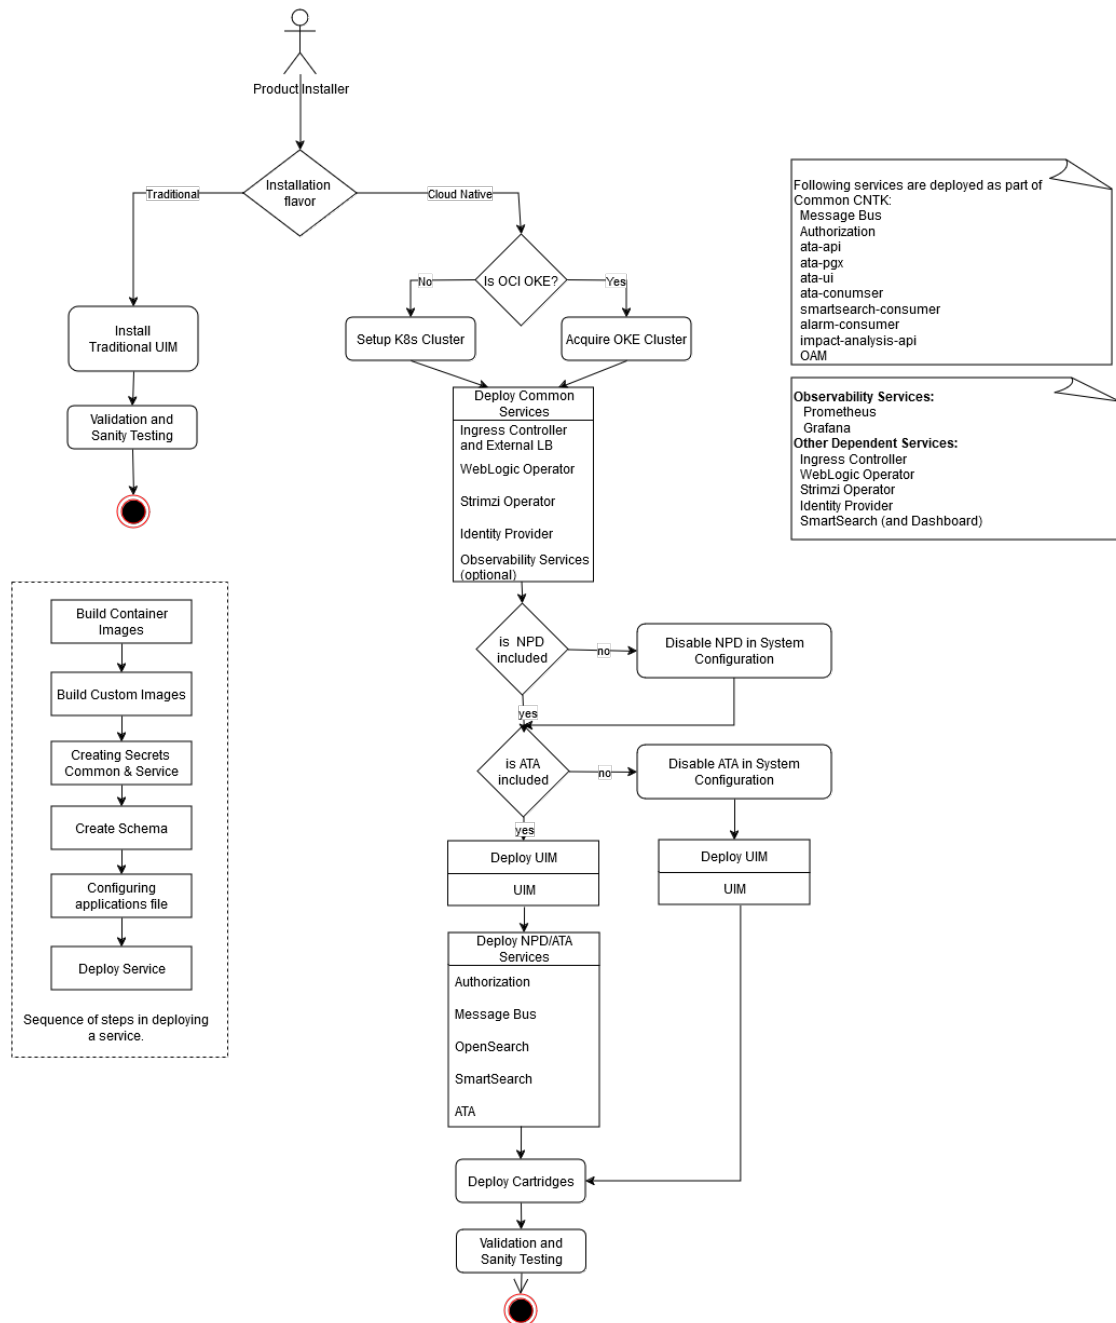 Product Installer
Installation
flavor
Traditional
Cloud Native
Is OCI OKE?
No
Yes
Install
Traditional UIM
Setup K8s Cluster
Acquire OKE Cluster
Validation and
Sanity Testing
Deploy Common
Services
Ingress Controller
and External LB
WebLogic Operator
Strimzi Operator
Identity Provider
Observability Services
(optional)
Following services are deployed as part of
Common CNTK:
Message Bus
Authorization
ata-api
ata-pgx
ata-ui
ata-conumser
smartsearch-consumer
alarm-consumer
impact-analysis-api
OAM
Observability Services:
Prometheus
Grafana
Other Dependent Services:
Ingress Controller
WebLogic Operator
Strimzi Operator
Identity Provider
SmartSearch (and Dashboard)
Build Container
Images
Build Custom Images
Creating Secrets
Common & Service
Create Schema
Configuring
applications file
Deploy Service
Sequence of steps in deploying
a service.
is NPD
included
no
Disable NPD in System
Configuration
yes
is ATA
included
no
Disable ATA in System
Configuration
yes
Deploy UIM
UIM
Deploy UIM
UIM
Deploy NPD/ATA
Services
Authorization
Message Bus
OpenSearch
SmartSearch
ATA
Deploy Cartridges
Validation and
Sanity Testing